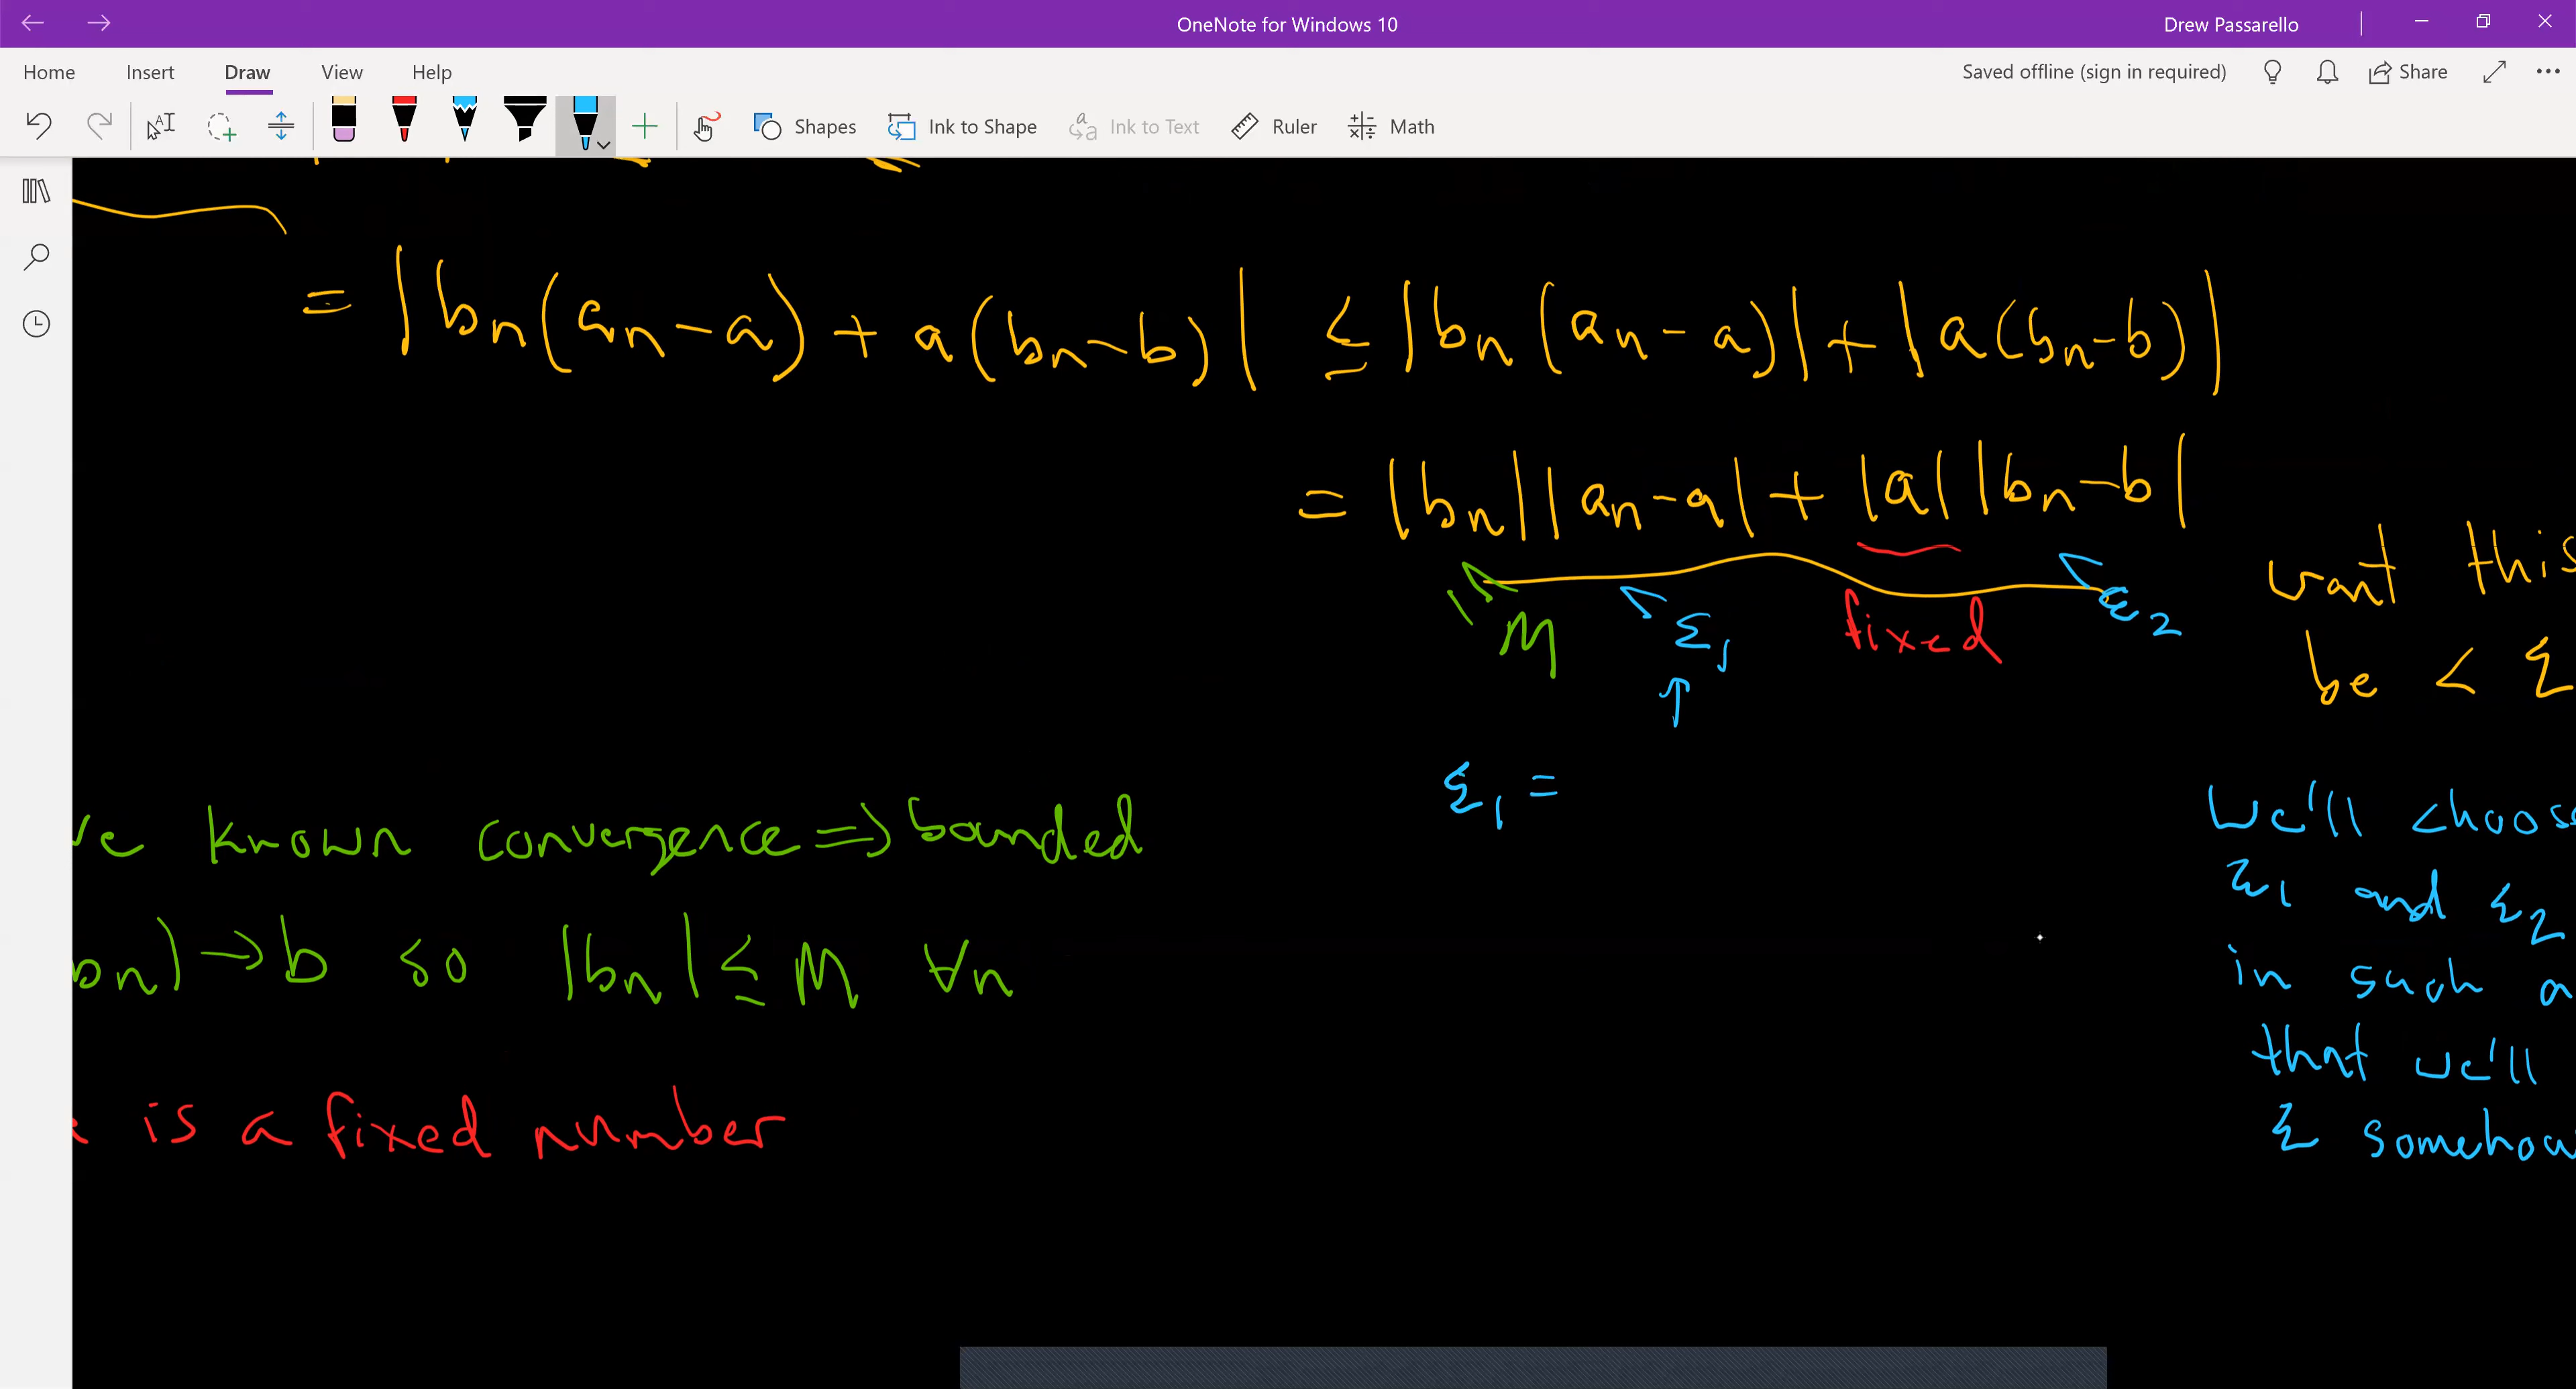 OneNote for Windows 10
Drew Passarello
Home Insert Draw View Help
Saved offline (sign in required) Share
Shapes Ink to Shape Ink to Text Ruler Math
= |bn(an - a) + a(bn - b)| ≤ |bn(an - a)| + |a(bn - b)|
= |bn||an - a| + |a||bn - b|
want this
be < ε
M ε1 fixed ε2
↑
ε1 =
ve known convergence ⇒ bounded
bn) → b so |bn| ≤ M ∀n
is a fixed number
We'll choos
ε1 and ε2
in such a
that we'll
ε somehow